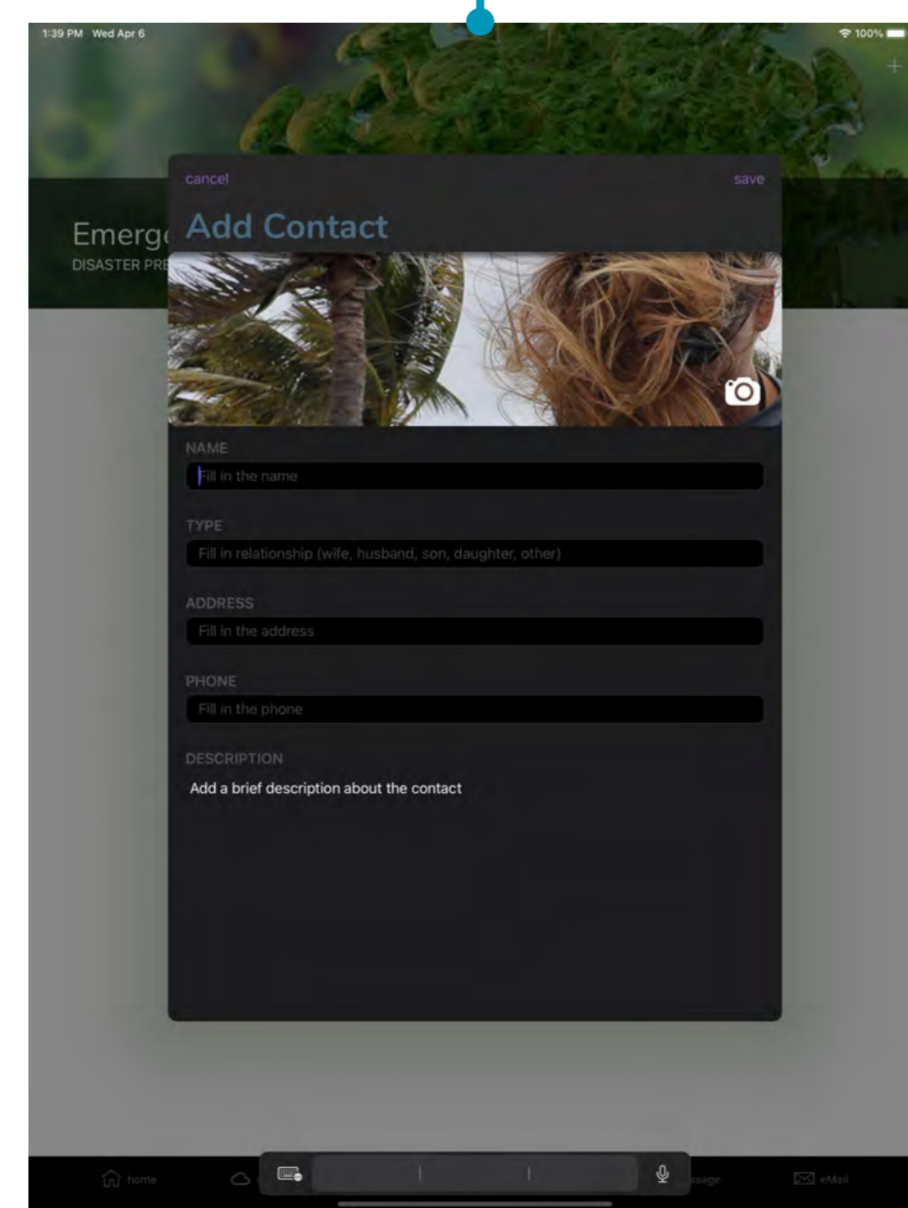 1:39 PM Wed Apr 6
100%
cancel
save
Add Contact
Emerge
DISASTER PRE
NAME
Fill in the name
TYPE
Fill in relationship (wife, husband, son, daughter, other)
ADDRESS
Fill in the address
PHONE
Fill in the phone
DESCRIPTION
Add a brief description about the contact
home
ssage
eMail